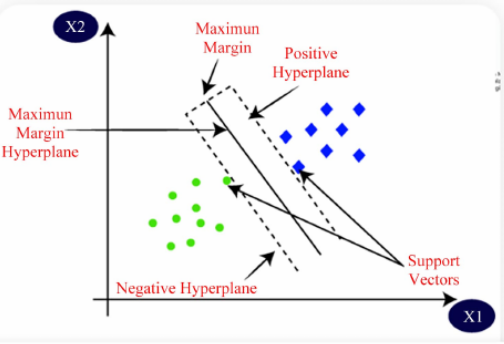 X2
Maximun
Margin
Positive
Hyperplane
Maximun
Margin
Hyperplane
Support
Vectors
Negative Hyperplane
X1